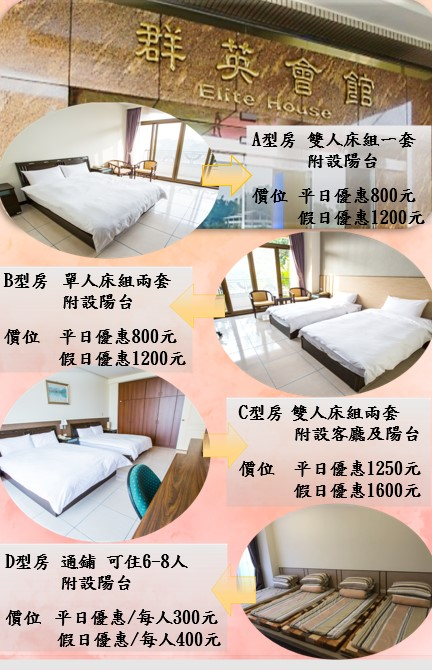 群英會館
Elite House
A型房 雙人床組一套
附設陽台
價位 平日優惠800元
假日優惠1200元
B型房 單人床組兩套
附設陽台
價位 平日優惠800元
假日優惠1200元
C型房 雙人床組兩套
附設客廳及陽台
價位 平日優惠1250元
假日優惠1600元
D型房 通鋪 可住6-8人
附設陽台
價位 平日優惠/每人300元
假日優惠/每人400元